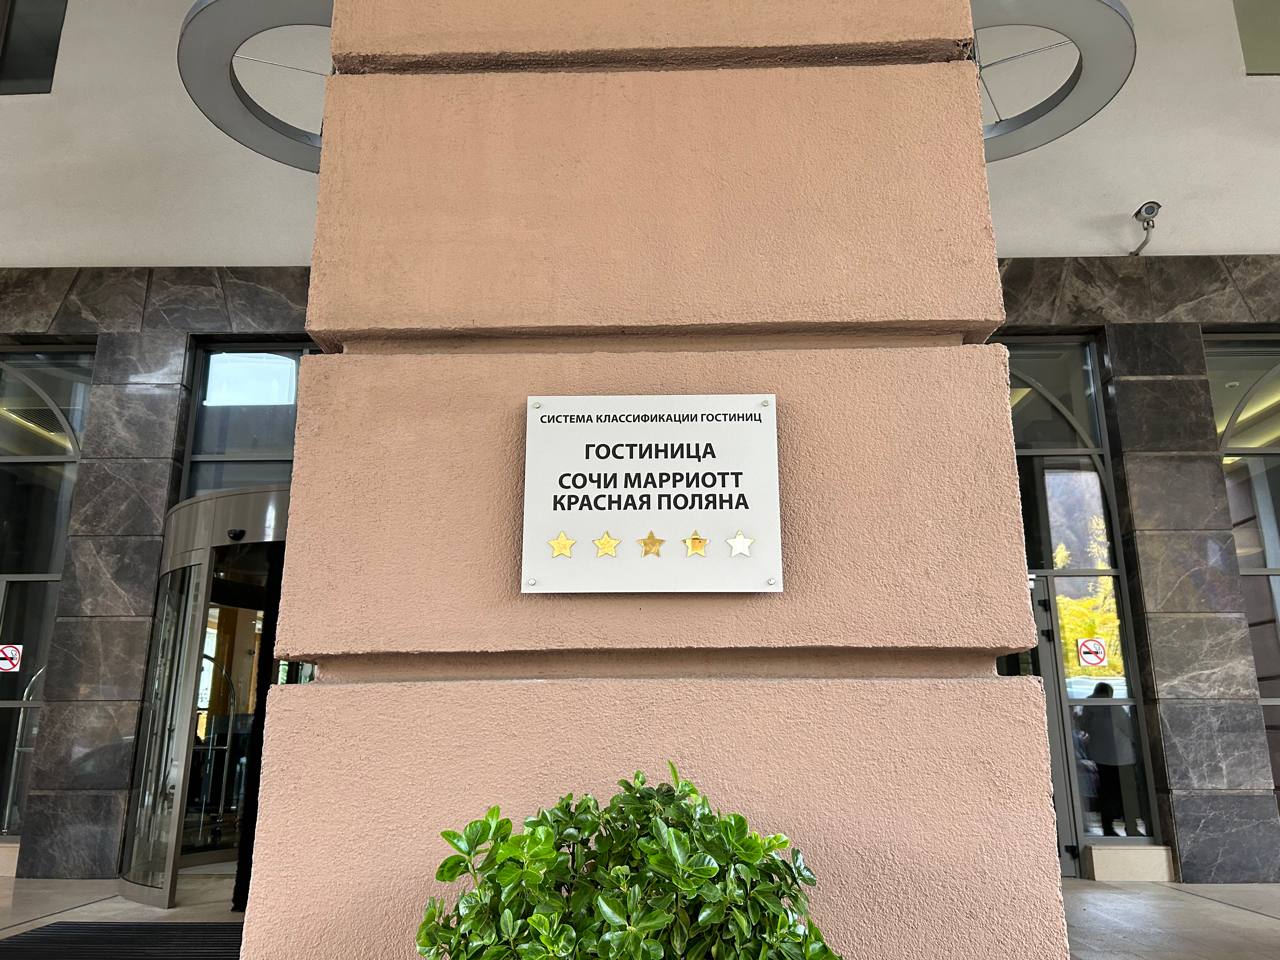 СИСТЕМА КЛАССИФИКАЦИИ ГОСТИНИЦ
ГОСТИНИЦА
СОЧИ МАРРИОТТ
КРАСНАЯ ПОЛЯНА